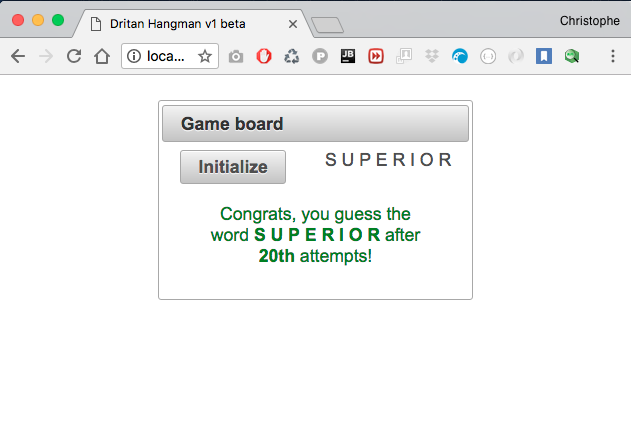 Dritan Hangman v1 beta
Christophe
loca...
JB
Game board
Initialize
S U P E R I O R
Congrats, you guess the
word S U P E R I O R after
20th attempts!